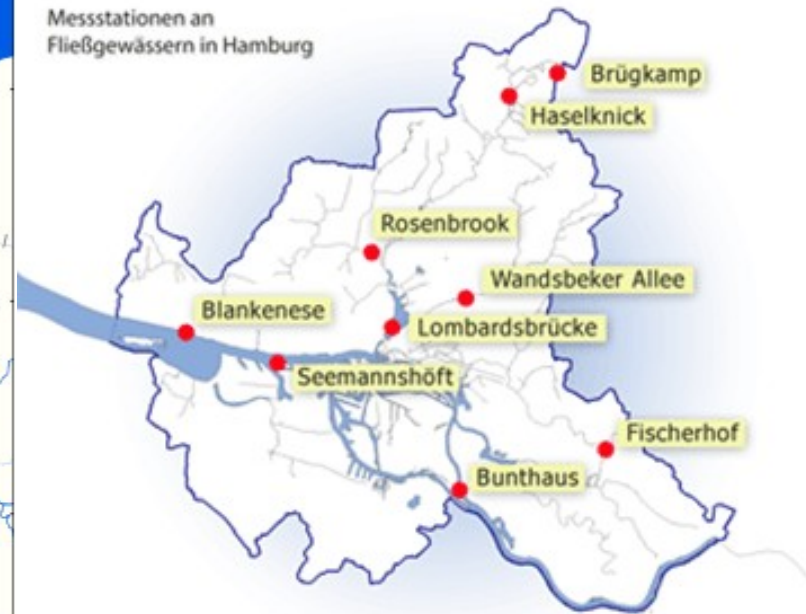 Messstationen an
Fließgewässern in Hamburg
Brügkamp
Haselknick
Rosenbrook
Wandsbeker Allee
Blankenese
Lombardsbrücke
Seemannshöft
Fischerhof
Bunthaus